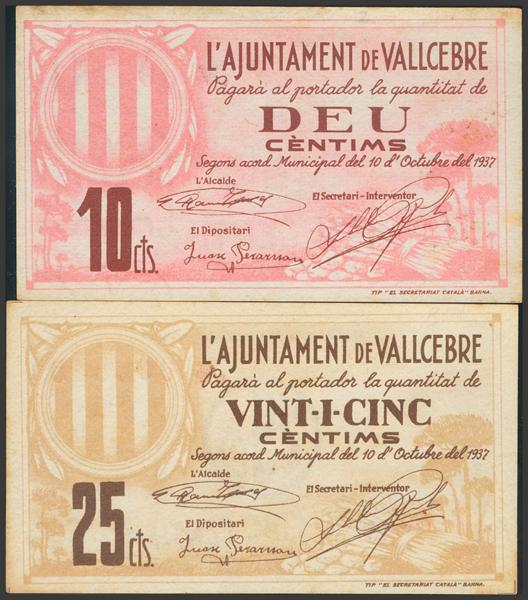 L'AJUNTAMENT DE VALLCEBRE
Pagarà al portador la quantitat de
DEU
CÈNTIMS
Segons acord Municipal del 10 d'Octubre del 1937
L'Alcalde
El Secretari - Interventor
El Dipositari
10 cts.
TIP "EL SECRETARIAT CATALÀ" BARNA.
L'AJUNTAMENT DE VALLCEBRE
Pagarà al portador la quantitat de
VINT-I-CINC
CÈNTIMS
Segons acord Municipal del 10 d'Octubre del 1937
L'Alcalde
El Secretari - Interventor
El Dipositari
25 cts.
TIP "EL SECRETARIAT CATALÀ" BARNA.